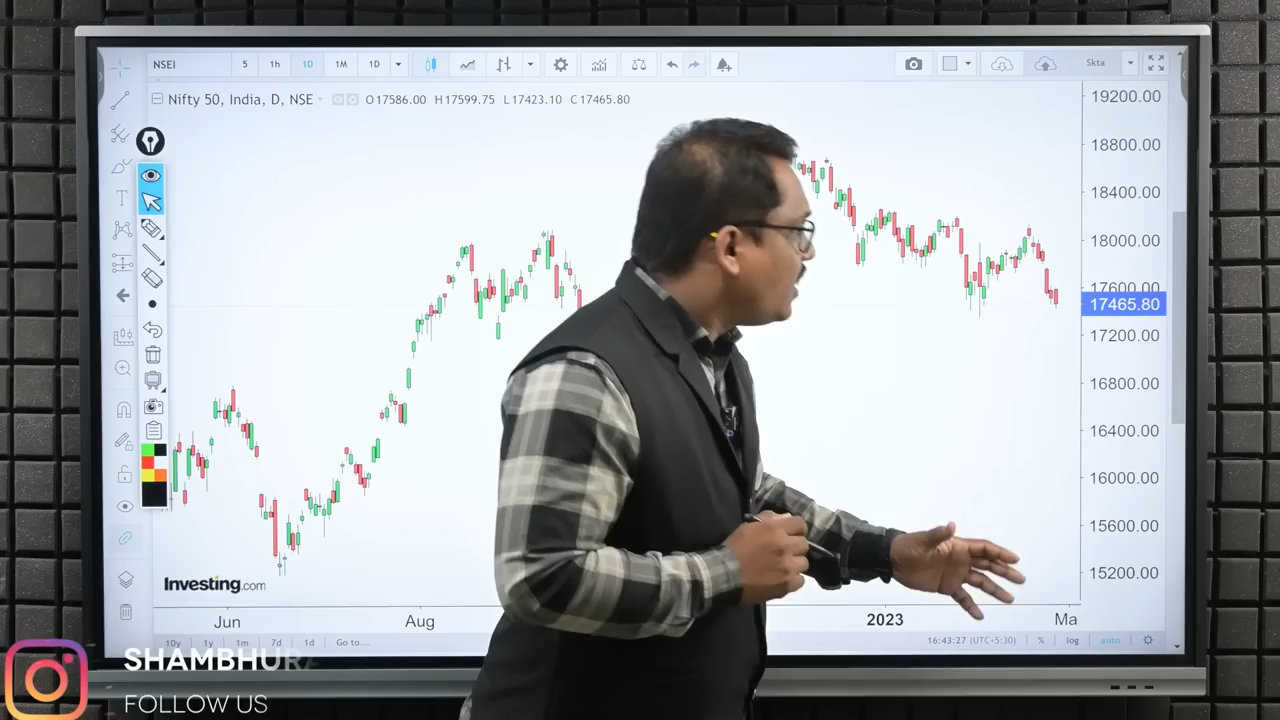 NSEI 5 1h 1D 1M 1D Skta
Nifty 50, India, D, NSE O17586.00 H17599.75 L17423.10 C17465.80
19200.00
18800.00
18400.00
18000.00
17600.00
17465.80
17200.00
16800.00
16400.00
16000.00
15600.00
15200.00
Investing.com
Jun Aug 2023 Ma
10y 1y 1m 7d 1d Go to... 16:43:27 (UTC+5:30) % log auto
SHAMBHURA
FOLLOW US